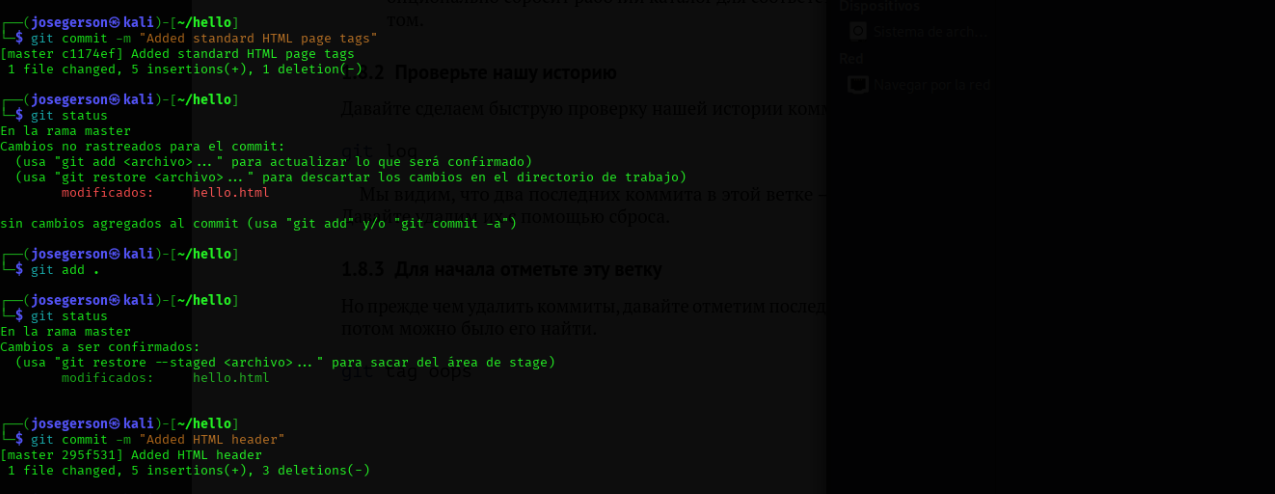 ┌──(josegerson㉿kali)-[~/hello]
└─$ git commit -m "Added standard HTML page tags"
[master c1174ef] Added standard HTML page tags
 1 file changed, 5 insertions(+), 1 deletion(-)
┌──(josegerson㉿kali)-[~/hello]
└─$ git status
En la rama master
Cambios no rastreados para el commit:
  (usa "git add <archivo>..." para actualizar lo que será confirmado)
  (usa "git restore <archivo>..." para descartar los cambios en el directorio de trabajo)
        modificados:     hello.html
sin cambios agregados al commit (usa "git add" y/o "git commit -a")
┌──(josegerson㉿kali)-[~/hello]
└─$ git add .
┌──(josegerson㉿kali)-[~/hello]
└─$ git status
En la rama master
Cambios a ser confirmados:
  (usa "git restore --staged <archivo>..." para sacar del área de stage)
        modificados:     hello.html
┌──(josegerson㉿kali)-[~/hello]
└─$ git commit -m "Added HTML header"
[master 295f531] Added HTML header
 1 file changed, 5 insertions(+), 3 deletions(-)
том.
1.8.2 Проверьте нашу историю
Давайте сделаем быструю проверку нашей истории
git log
Мы видим, что два последних коммита в этой ветке –
помощью сброса.
1.8.3 Для начала отметьте эту ветку
Но прежде чем удалить коммиты, давайте отметим
потом можно было его найти.
git tag oops
Dispositivos
Sistema de arch...
Red
Navegar por la red